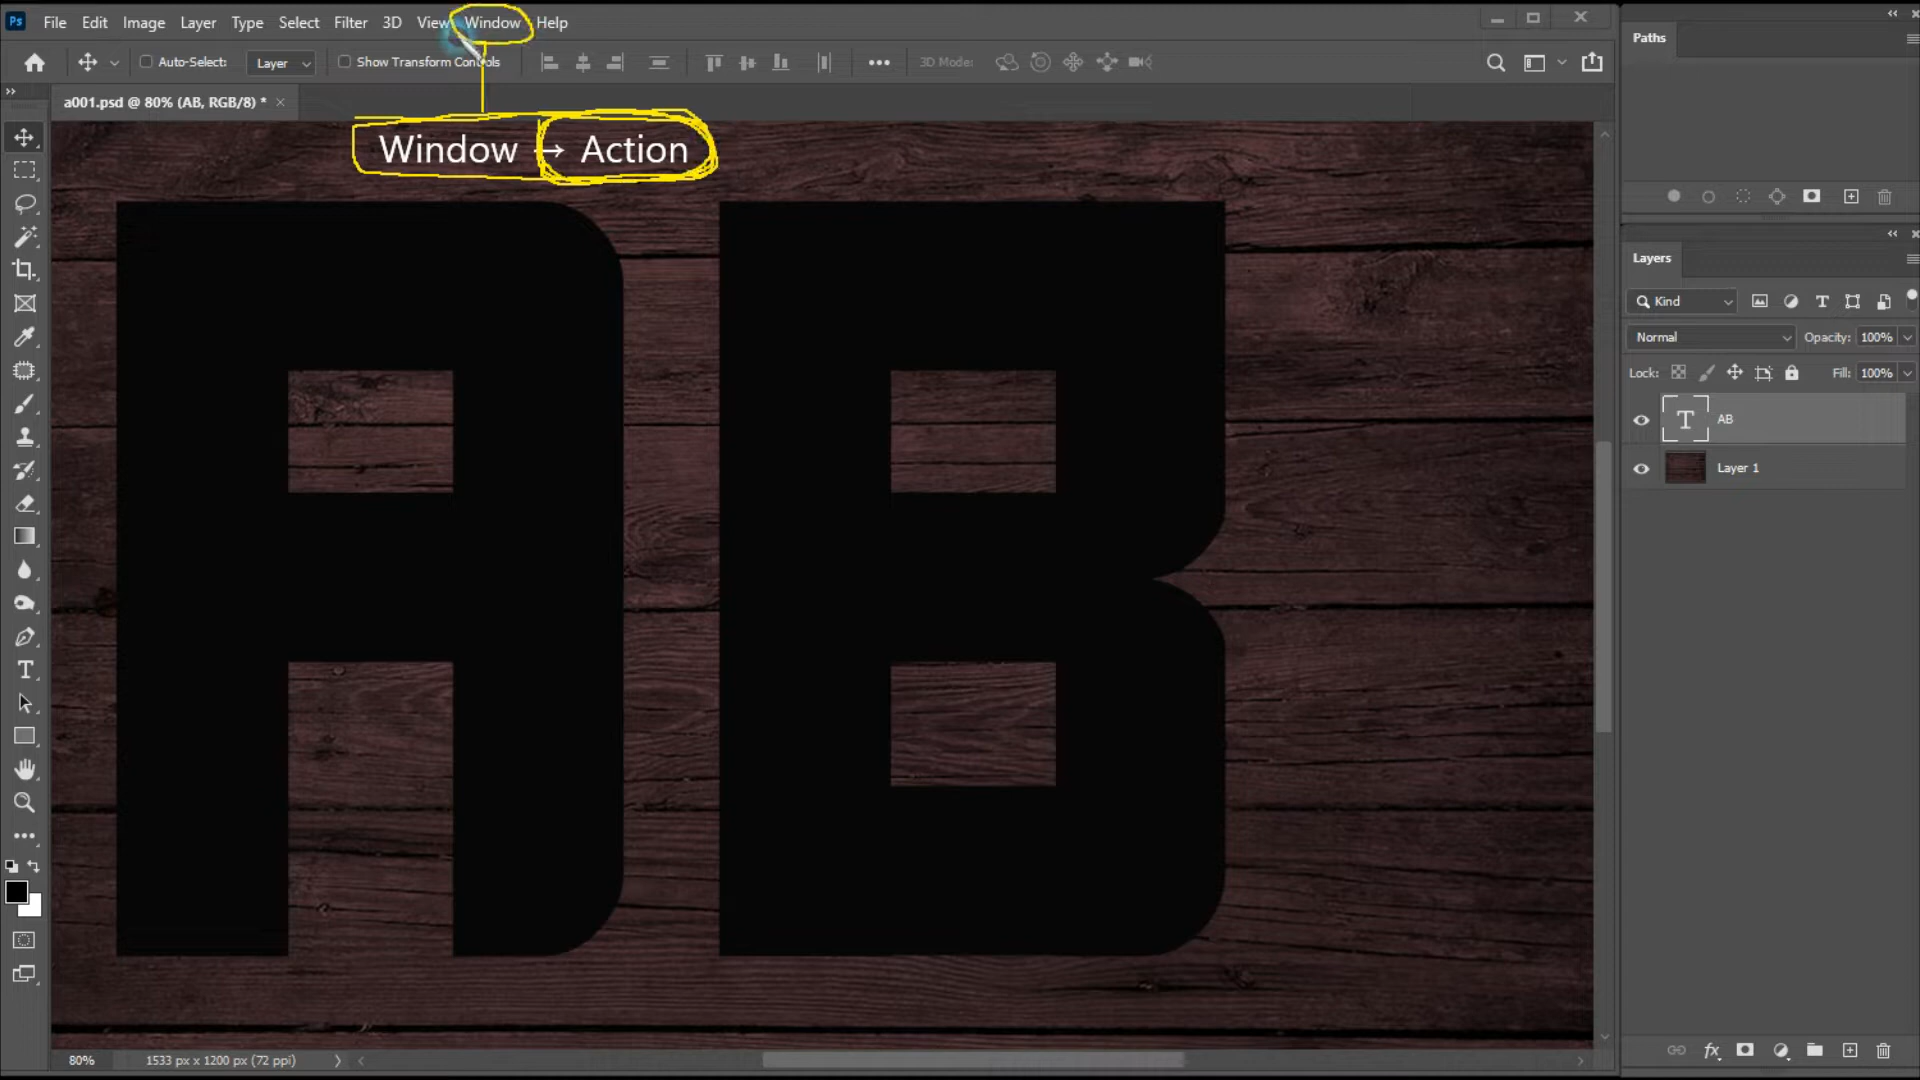 Ps File Edit Image Layer Type Select Filter 3D View Window Help
Auto-Select: Layer Show Transform Controls 3D Mode:
a001.psd @ 80% (AB, RGB/8) *
Window → Action
AB
80% 1533 px x 1200 px (72 ppi)
Paths
Layers
Kind
Normal Opacity: 100%
Lock: Fill: 100%
AB
Layer 1
fx